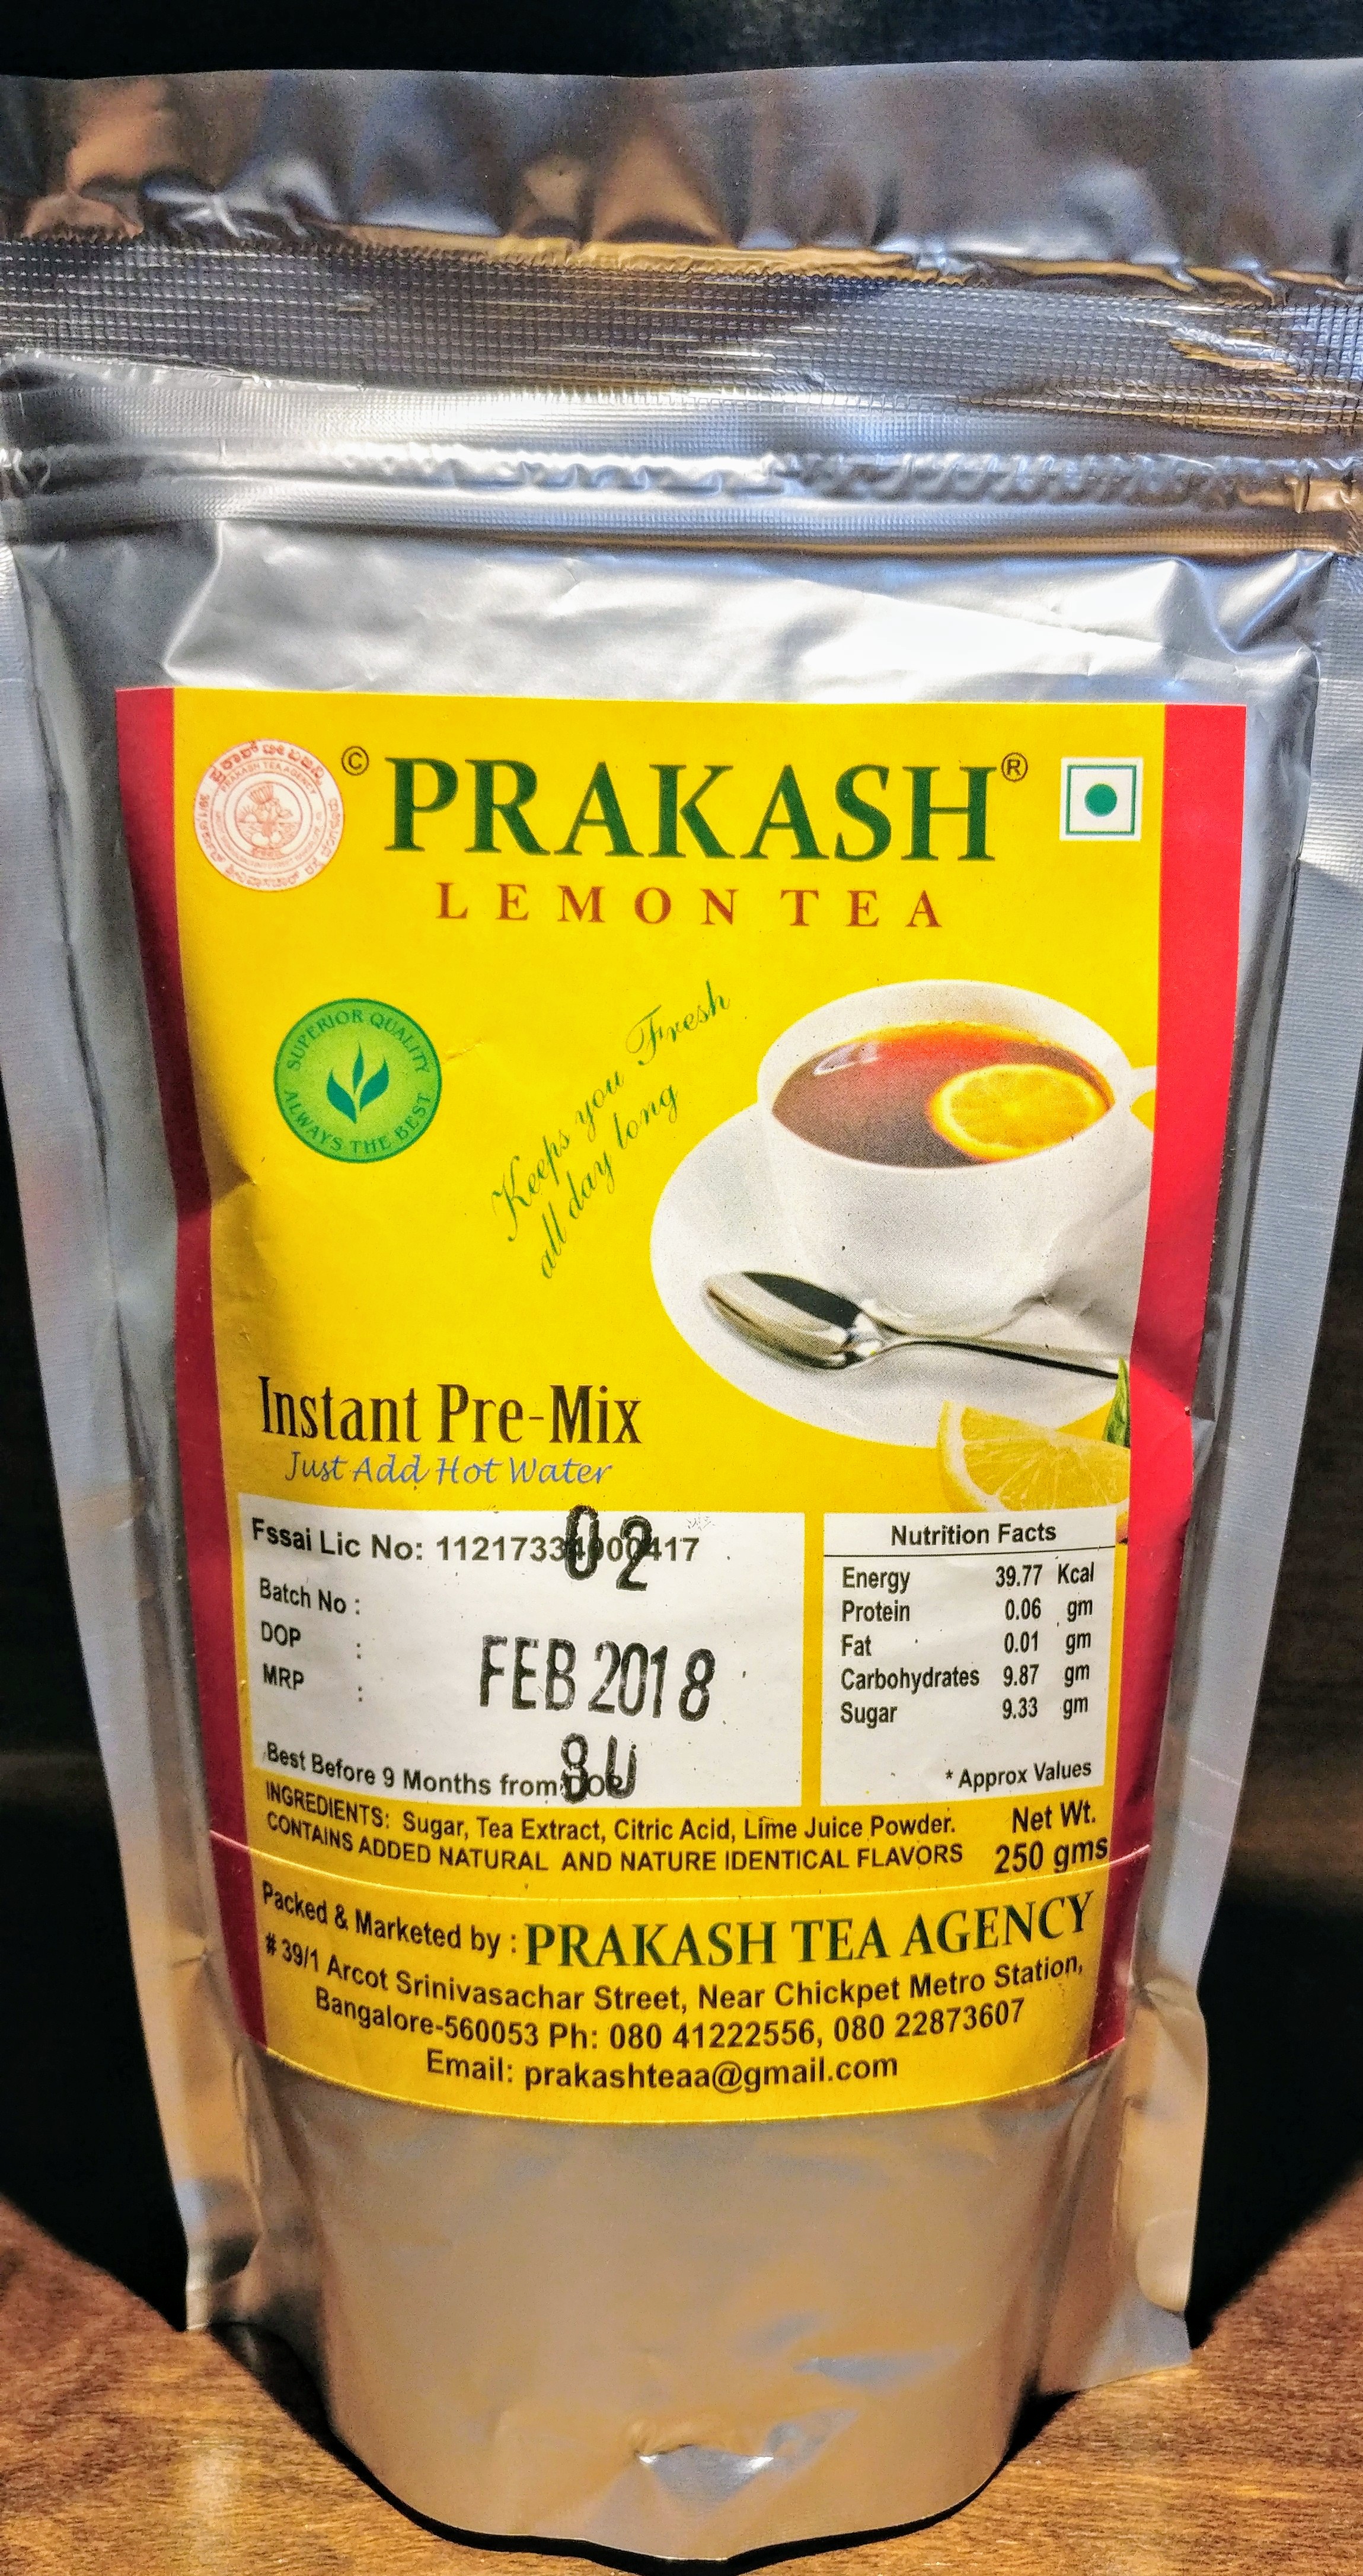 © PRAKASH ®
LEMON TEA
PRAKASH TEA AGENCY
SUPERIOR QUALITY
ALWAYS THE BEST
Keeps you Fresh
all day long
Instant Pre-Mix
Just Add Hot Water
Fssai Lic No: 11217334000417
02
Batch No :
DOP :
FEB 2018
MRP :
80
Best Before 9 Months from DOP
Nutrition Facts
Energy 39.77 Kcal
Protein 0.06 gm
Fat 0.01 gm
Carbohydrates 9.87 gm
Sugar 9.33 gm
* Approx Values
INGREDIENTS: Sugar, Tea Extract, Citric Acid, Lime Juice Powder.
CONTAINS ADDED NATURAL AND NATURE IDENTICAL FLAVORS
Net Wt.
250 gms
Packed & Marketed by : PRAKASH TEA AGENCY
# 39/1 Arcot Srinivasachar Street, Near Chickpet Metro Station,
Bangalore-560053 Ph: 080 41222556, 080 22873607
Email: prakashteaa@gmail.com